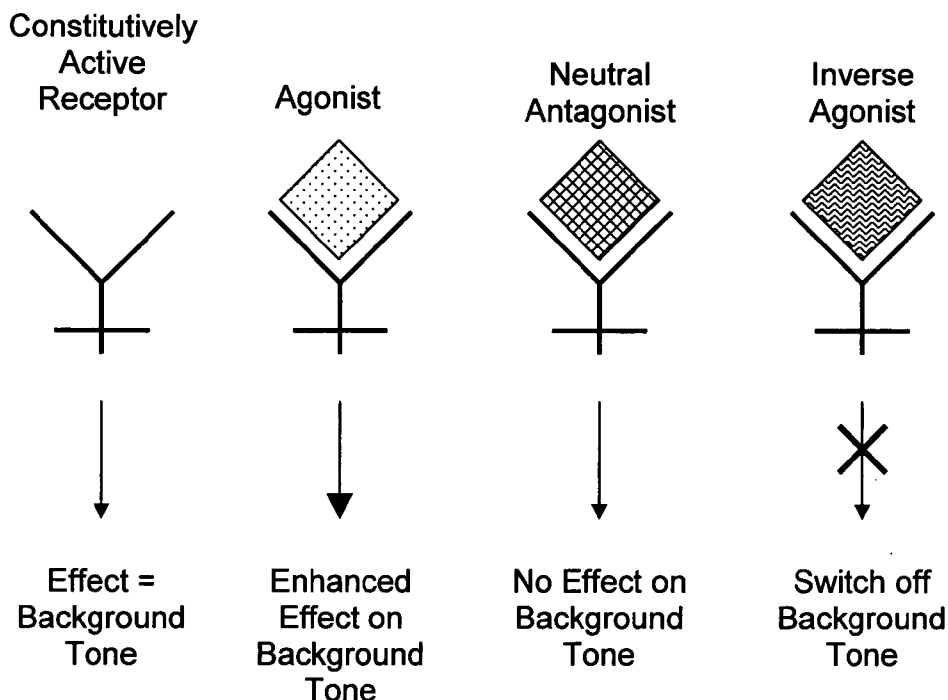 Constitutively
Active
Receptor
Agonist
Neutral
Antagonist
Inverse
Agonist
Effect =
Background
Tone
Enhanced
Effect on
Background
Tone
No Effect on
Background
Tone
Switch off
Background
Tone